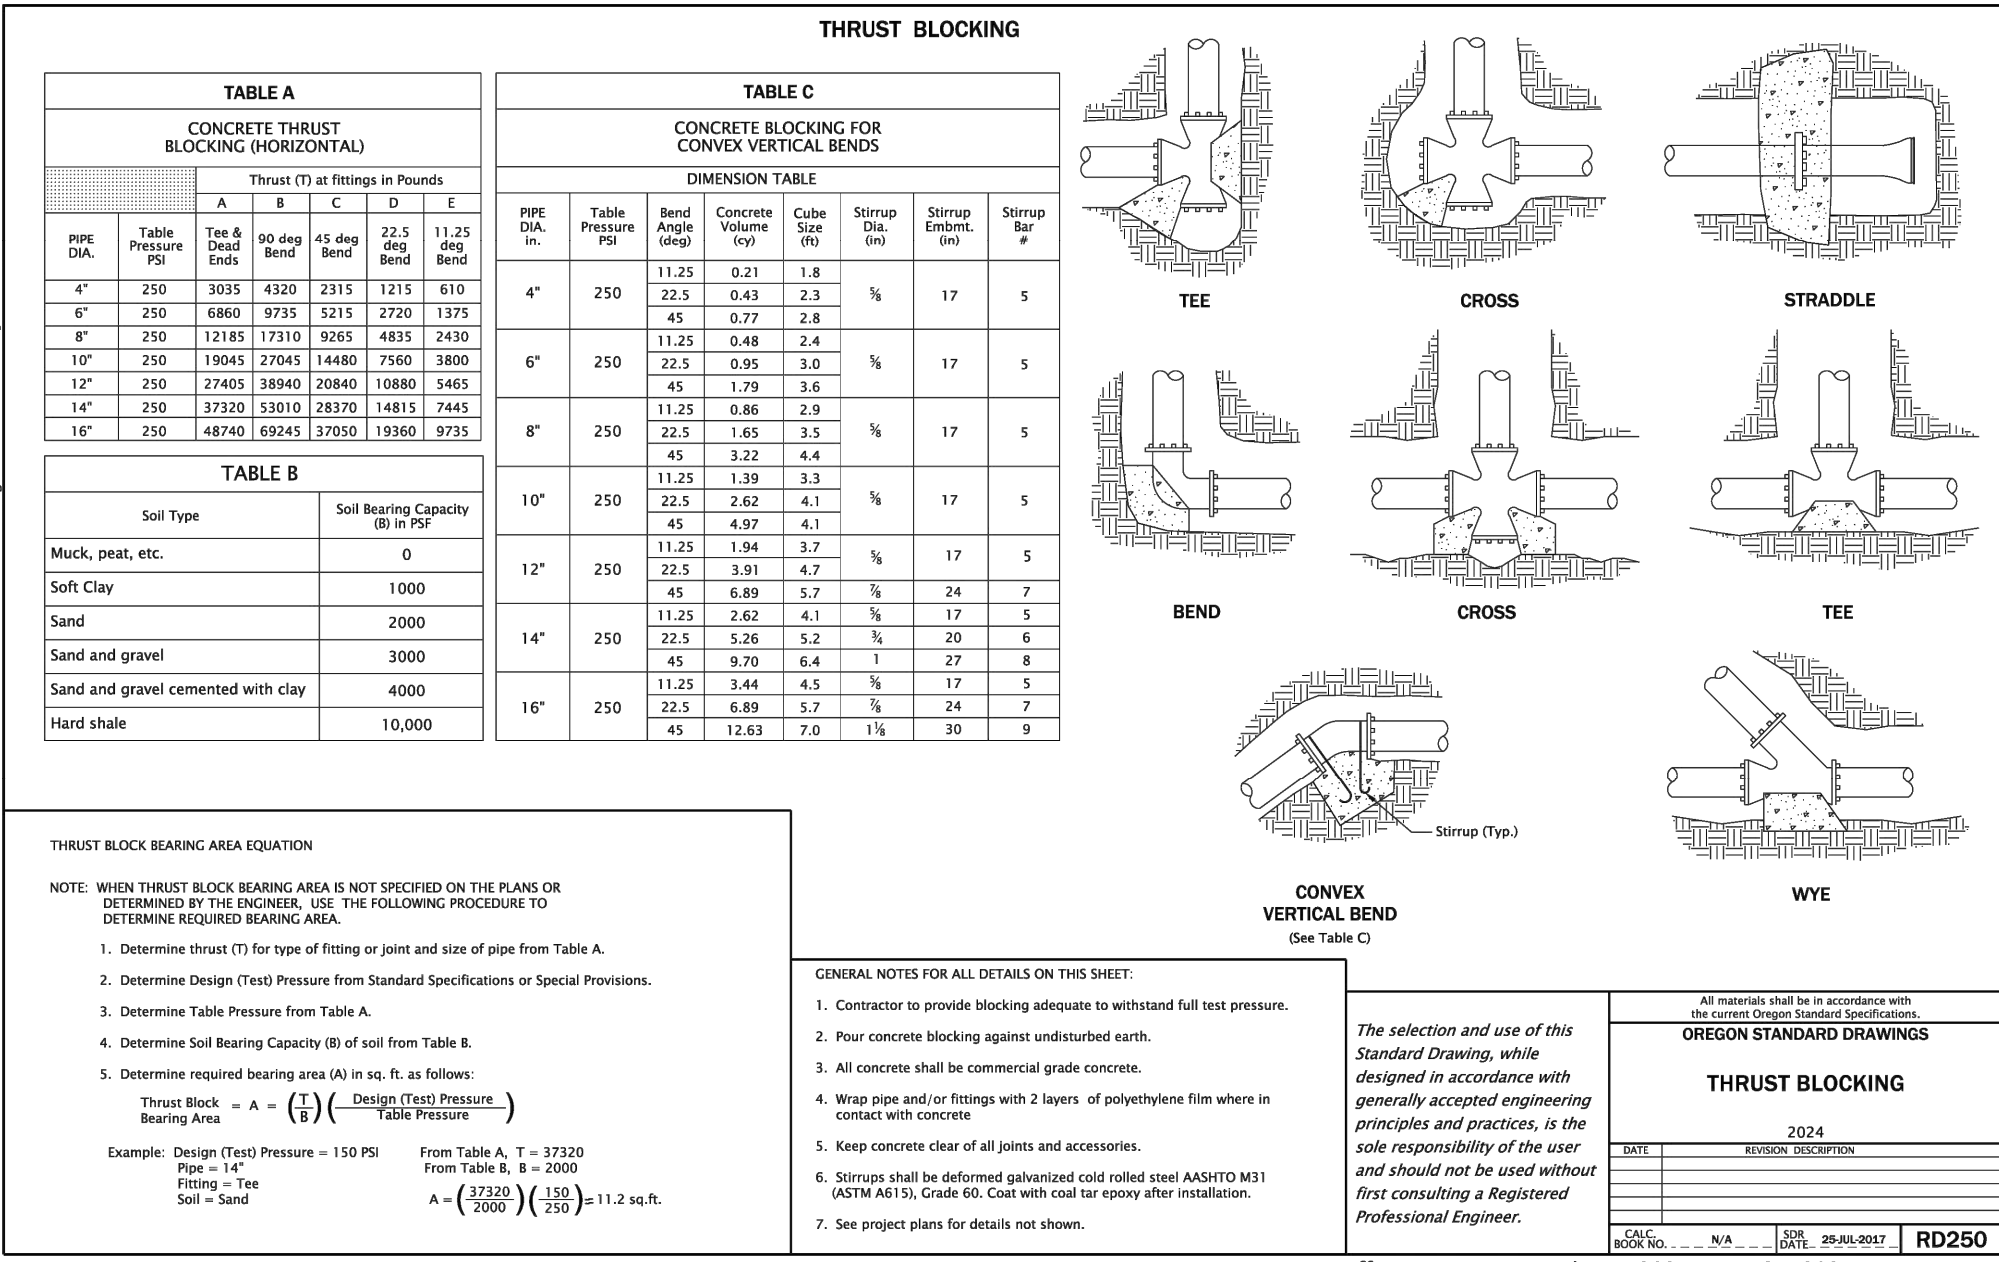 THRUST BLOCKING
TABLE A
CONCRETE THRUST
BLOCKING (HORIZONTAL)
Thrust (T) at fittings in Pounds
A B C D E
PIPE DIA. Table Pressure PSI Tee & Dead Ends 90 deg Bend 45 deg Bend 22.5 deg Bend 11.25 deg Bend
4" 250 3035 4320 2315 1215 610
6" 250 6860 9735 5215 2720 1375
8" 250 12185 17310 9265 4835 2430
10" 250 19045 27045 14480 7560 3800
12" 250 27405 38940 20840 10880 5465
14" 250 37320 53010 28370 14815 7445
16" 250 48740 69245 37050 19360 9735
TABLE B
Soil Type Soil Bearing Capacity (B) in PSF
Muck, peat, etc. 0
Soft Clay 1000
Sand 2000
Sand and gravel 3000
Sand and gravel cemented with clay 4000
Hard shale 10,000
TABLE C
CONCRETE BLOCKING FOR
CONVEX VERTICAL BENDS
DIMENSION TABLE
PIPE DIA. in. Table Pressure PSI Bend Angle (deg) Concrete Volume (cy) Cube Size (ft) Stirrup Dia. (in) Stirrup Embmt. (in) Stirrup Bar #
4" 250 11.25 0.21 1.8 ⅝ 17 5
22.5 0.43 2.3
45 0.77 2.8
6" 250 11.25 0.48 2.4 ⅝ 17 5
22.5 0.95 3.0
45 1.79 3.6
8" 250 11.25 0.86 2.9 ⅝ 17 5
22.5 1.65 3.5
45 3.22 4.4
10" 250 11.25 1.39 3.3 ⅝ 17 5
22.5 2.62 4.1
45 4.97 4.1
12" 250 11.25 1.94 3.7 ⅝ 17 5
22.5 3.91 4.7
45 6.89 5.7 ⅞ 24 7
14" 250 11.25 2.62 4.1 ⅝ 17 5
22.5 5.26 5.2 ¾ 20 6
45 9.70 6.4 1 27 8
16" 250 11.25 3.44 4.5 ⅝ 17 5
22.5 6.89 5.7 ⅞ 24 7
45 12.63 7.0 1⅛ 30 9
TEE
CROSS
STRADDLE
BEND
CROSS
TEE
Stirrup (Typ.)
CONVEX
VERTICAL BEND
(See Table C)
WYE
THRUST BLOCK BEARING AREA EQUATION
NOTE: WHEN THRUST BLOCK BEARING AREA IS NOT SPECIFIED ON THE PLANS OR
DETERMINED BY THE ENGINEER, USE THE FOLLOWING PROCEDURE TO
DETERMINE REQUIRED BEARING AREA.
1. Determine thrust (T) for type of fitting or joint and size of pipe from Table A.
2. Determine Design (Test) Pressure from Standard Specifications or Special Provisions.
3. Determine Table Pressure from Table A.
4. Determine Soil Bearing Capacity (B) of soil from Table B.
5. Determine required bearing area (A) in sq. ft. as follows:
Thrust Block Bearing Area = A = (T/B) (Design (Test) Pressure/Table Pressure)
Example: Design (Test) Pressure = 150 PSI From Table A, T = 37320
Pipe = 14" From Table B, B = 2000
Fitting = Tee
Soil = Sand A = (37320/2000) (150/250) = 11.2 sq.ft.
GENERAL NOTES FOR ALL DETAILS ON THIS SHEET:
1. Contractor to provide blocking adequate to withstand full test pressure.
2. Pour concrete blocking against undisturbed earth.
3. All concrete shall be commercial grade concrete.
4. Wrap pipe and/or fittings with 2 layers of polyethylene film where in
contact with concrete
5. Keep concrete clear of all joints and accessories.
6. Stirrups shall be deformed galvanized cold rolled steel AASHTO M31
(ASTM A615), Grade 60. Coat with coal tar epoxy after installation.
7. See project plans for details not shown.
The selection and use of this
Standard Drawing, while
designed in accordance with
generally accepted engineering
principles and practices, is the
sole responsibility of the user
and should not be used without
first consulting a Registered
Professional Engineer.
All materials shall be in accordance with
the current Oregon Standard Specifications.
OREGON STANDARD DRAWINGS
THRUST BLOCKING
2024
DATE REVISION DESCRIPTION
CALC. BOOK NO. N/A SDR DATE 25-JUL-2017 RD250